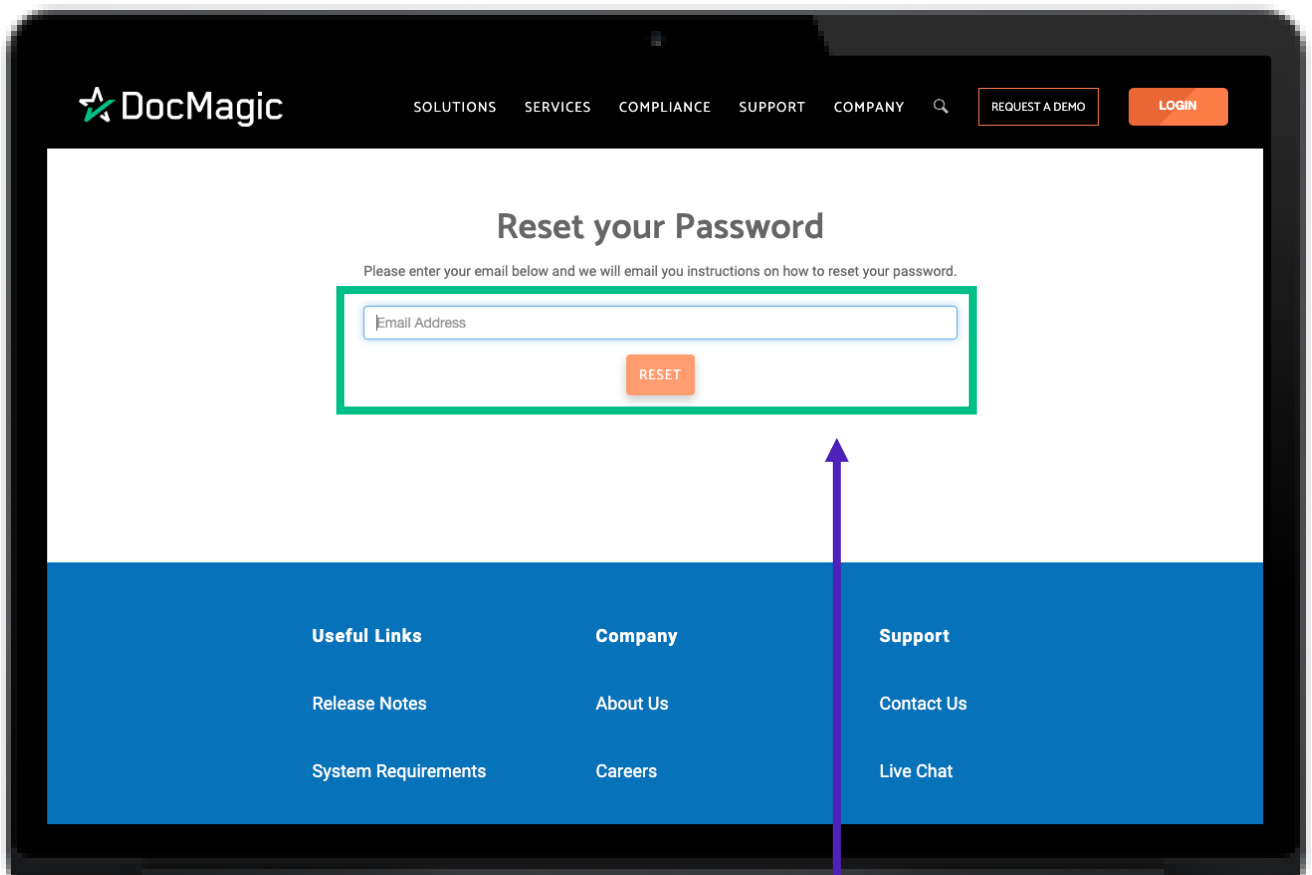 DocMagic SOLUTIONS SERVICES COMPLIANCE SUPPORT COMPANY REQUEST A DEMO LOGIN
Reset your Password
Please enter your email below and we will email you instructions on how to reset your password.
Email Address
RESET
Useful Links Company Support
Release Notes About Us Contact Us
System Requirements Careers Live Chat